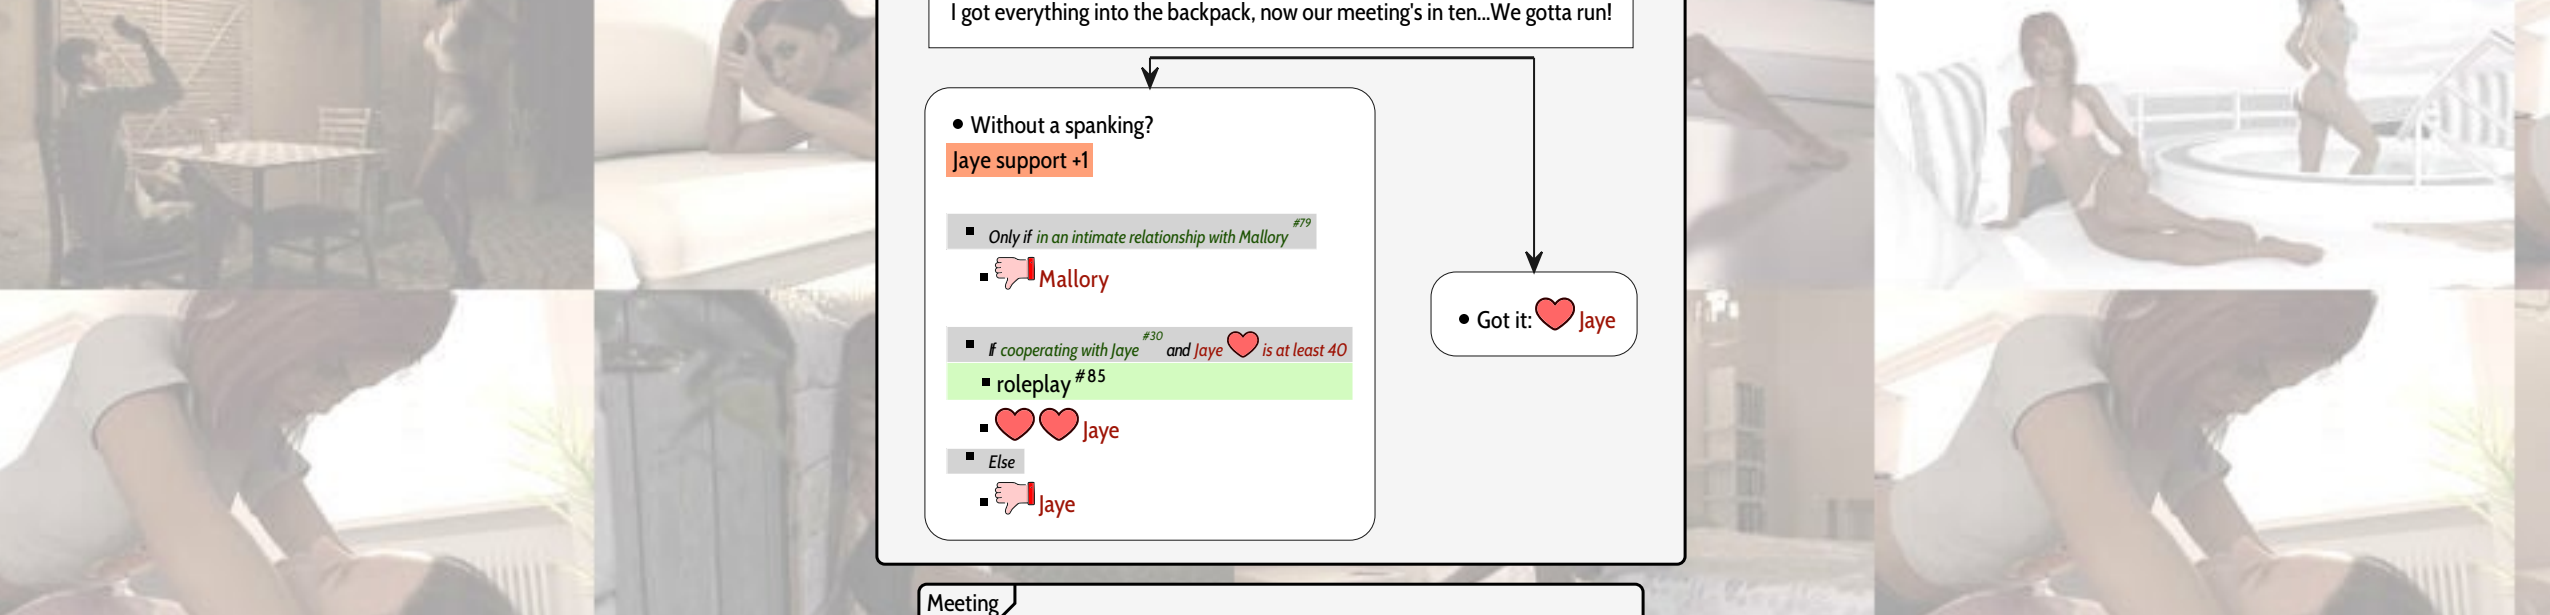 I got everything into the backpack, now our meeting's in ten...We gotta run!
Without a spanking?
Jaye support +1
Only if in an intimate relationship with Mallory #79
Mallory
If cooperating with Jaye #30 and Jaye is at least 40
roleplay #85
Jaye
Else
Jaye
Got it: Jaye
Meeting